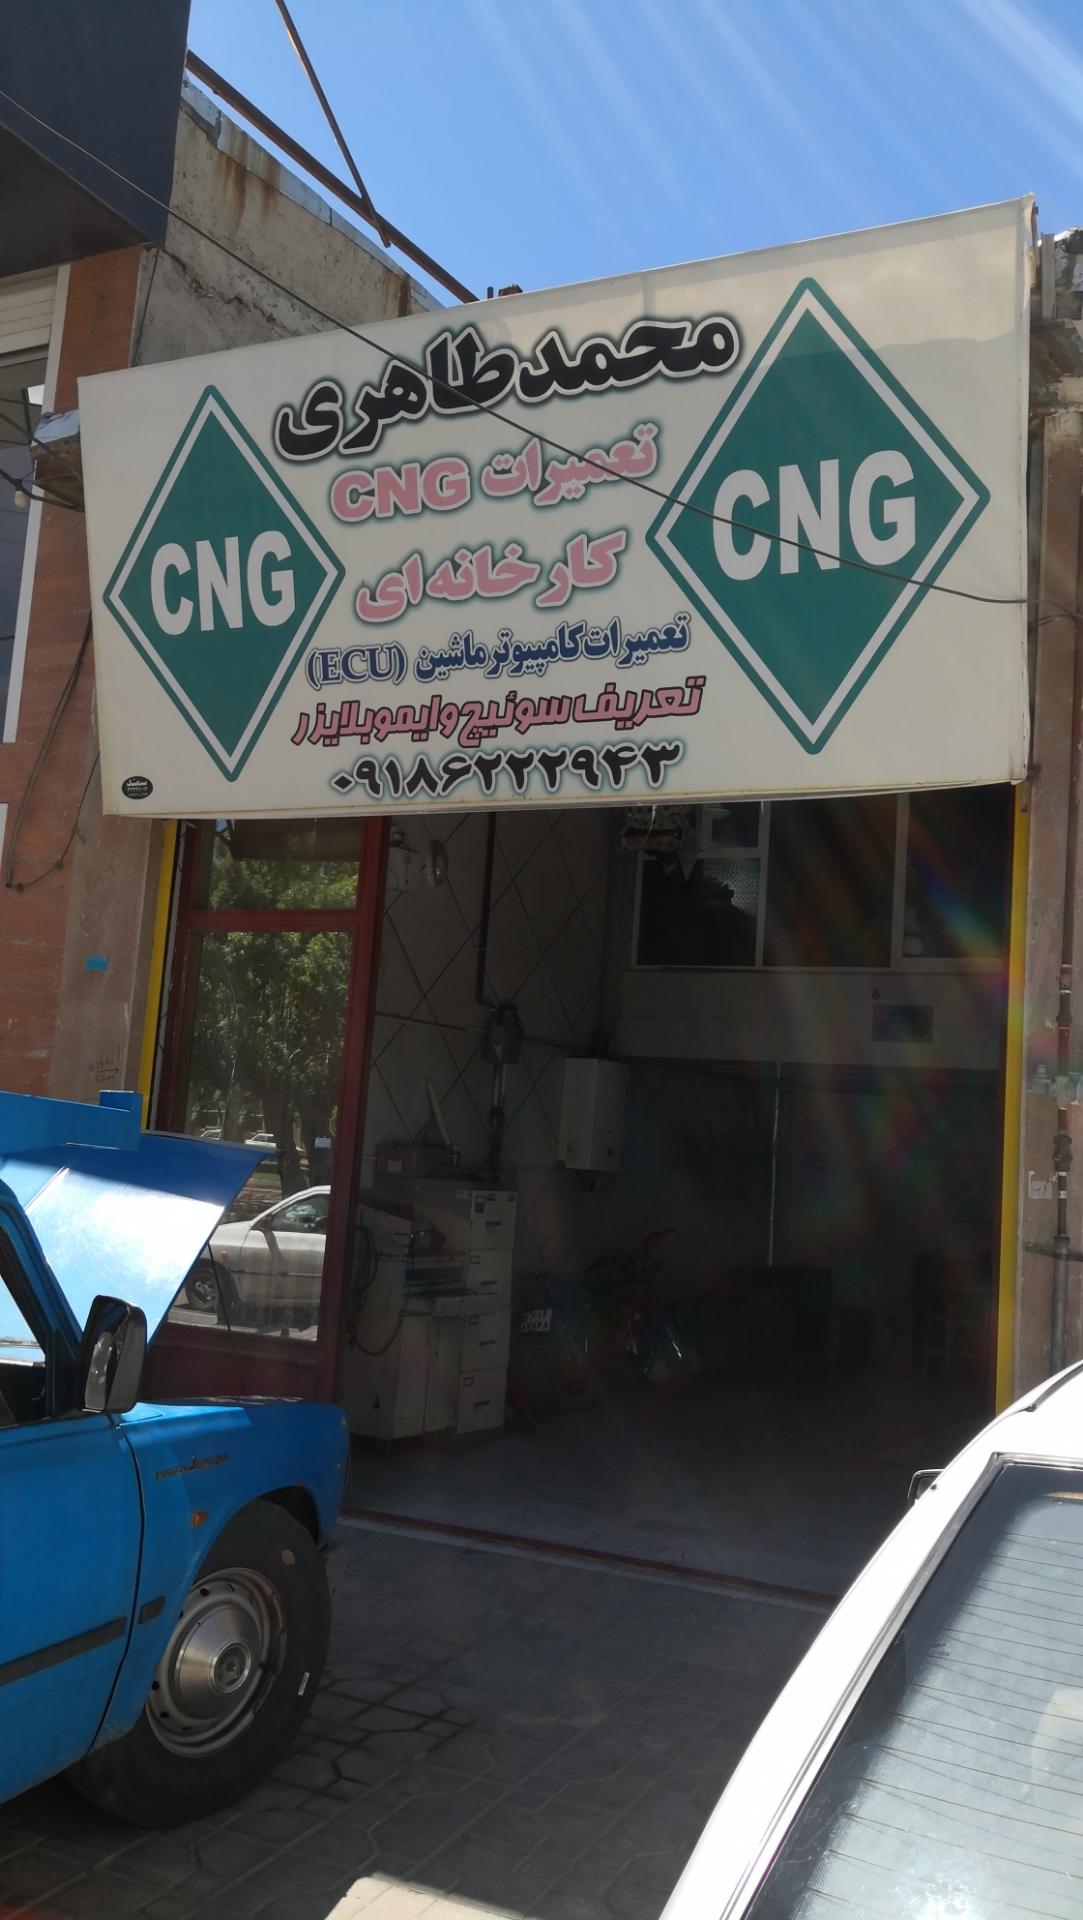 محمد طاهری
تعمیرات CNG
کارخانه ای
تعمیرات کامپیوتر ماشین (ECU)
تعریف سوئیچ و ایموبلایزر
۰۹۱۸۶۲۲۲۹۴۳
CNG
CNG